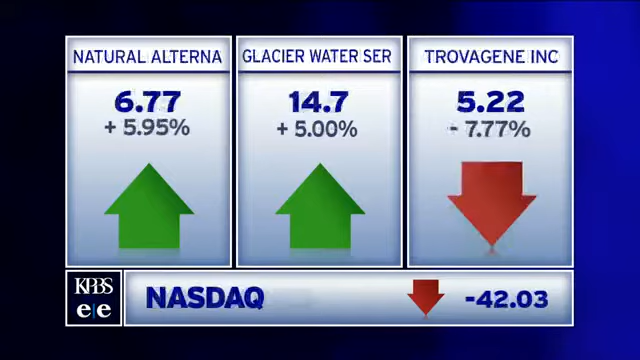 NATURAL ALTERNA
6.77
+ 5.95%
GLACIER WATER SER
14.7
+ 5.00%
TROVAGENE INC
5.22
- 7.77%
KPBS
e|e
NASDAQ
-42.03